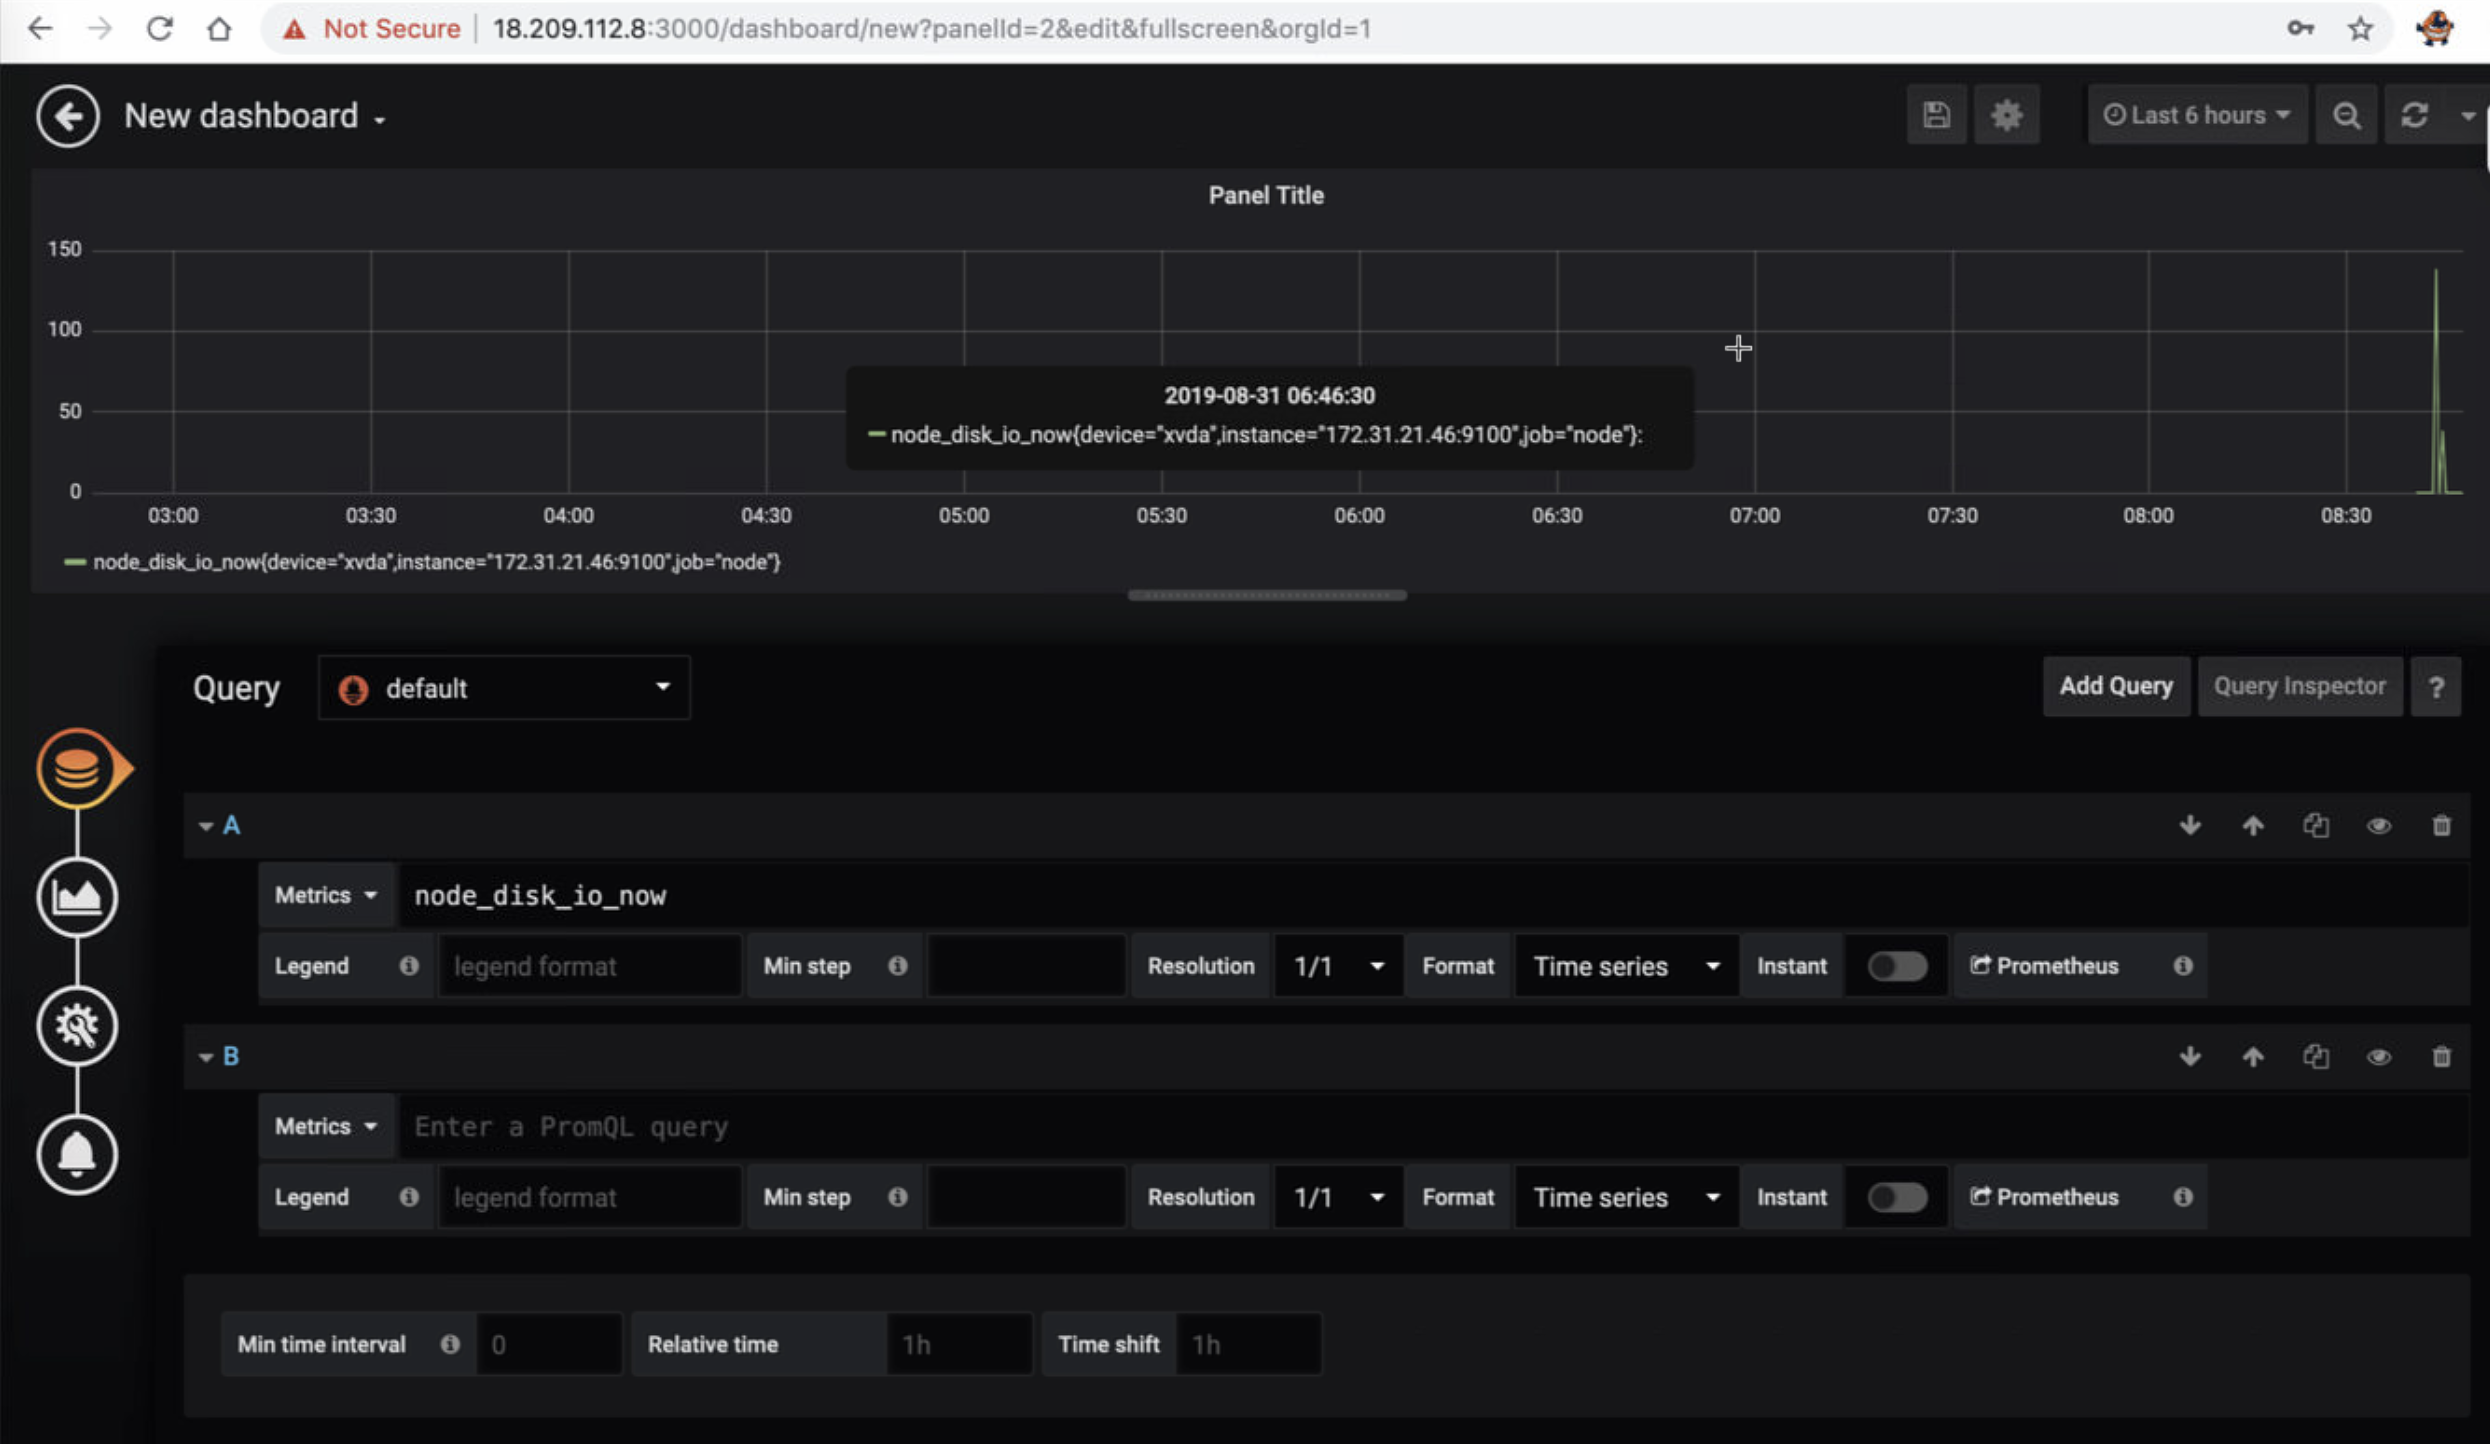 Not Secure 18.209.112.8:3000/dashboard/new?panelId=2&edit&fullscreen&orgId=1
New dashboard Last 6 hours
Panel Title
150
100
50
0
2019-08-31 06:46:30
node_disk_io_now{device="xvda",instance="172.31.21.46:9100",job="node"}:
03:00 03:30 04:00 04:30 05:00 05:30 06:00 06:30 07:00 07:30 08:00 08:30
node_disk_io_now{device="xvda",instance="172.31.21.46:9100",job="node"}
Query default Add Query Query Inspector ?
A
Metrics node_disk_io_now
Legend legend format Min step Resolution 1/1 Format Time series Instant Prometheus
B
Metrics Enter a PromQL query
Legend legend format Min step Resolution 1/1 Format Time series Instant Prometheus
Min time interval 0 Relative time 1h Time shift 1h